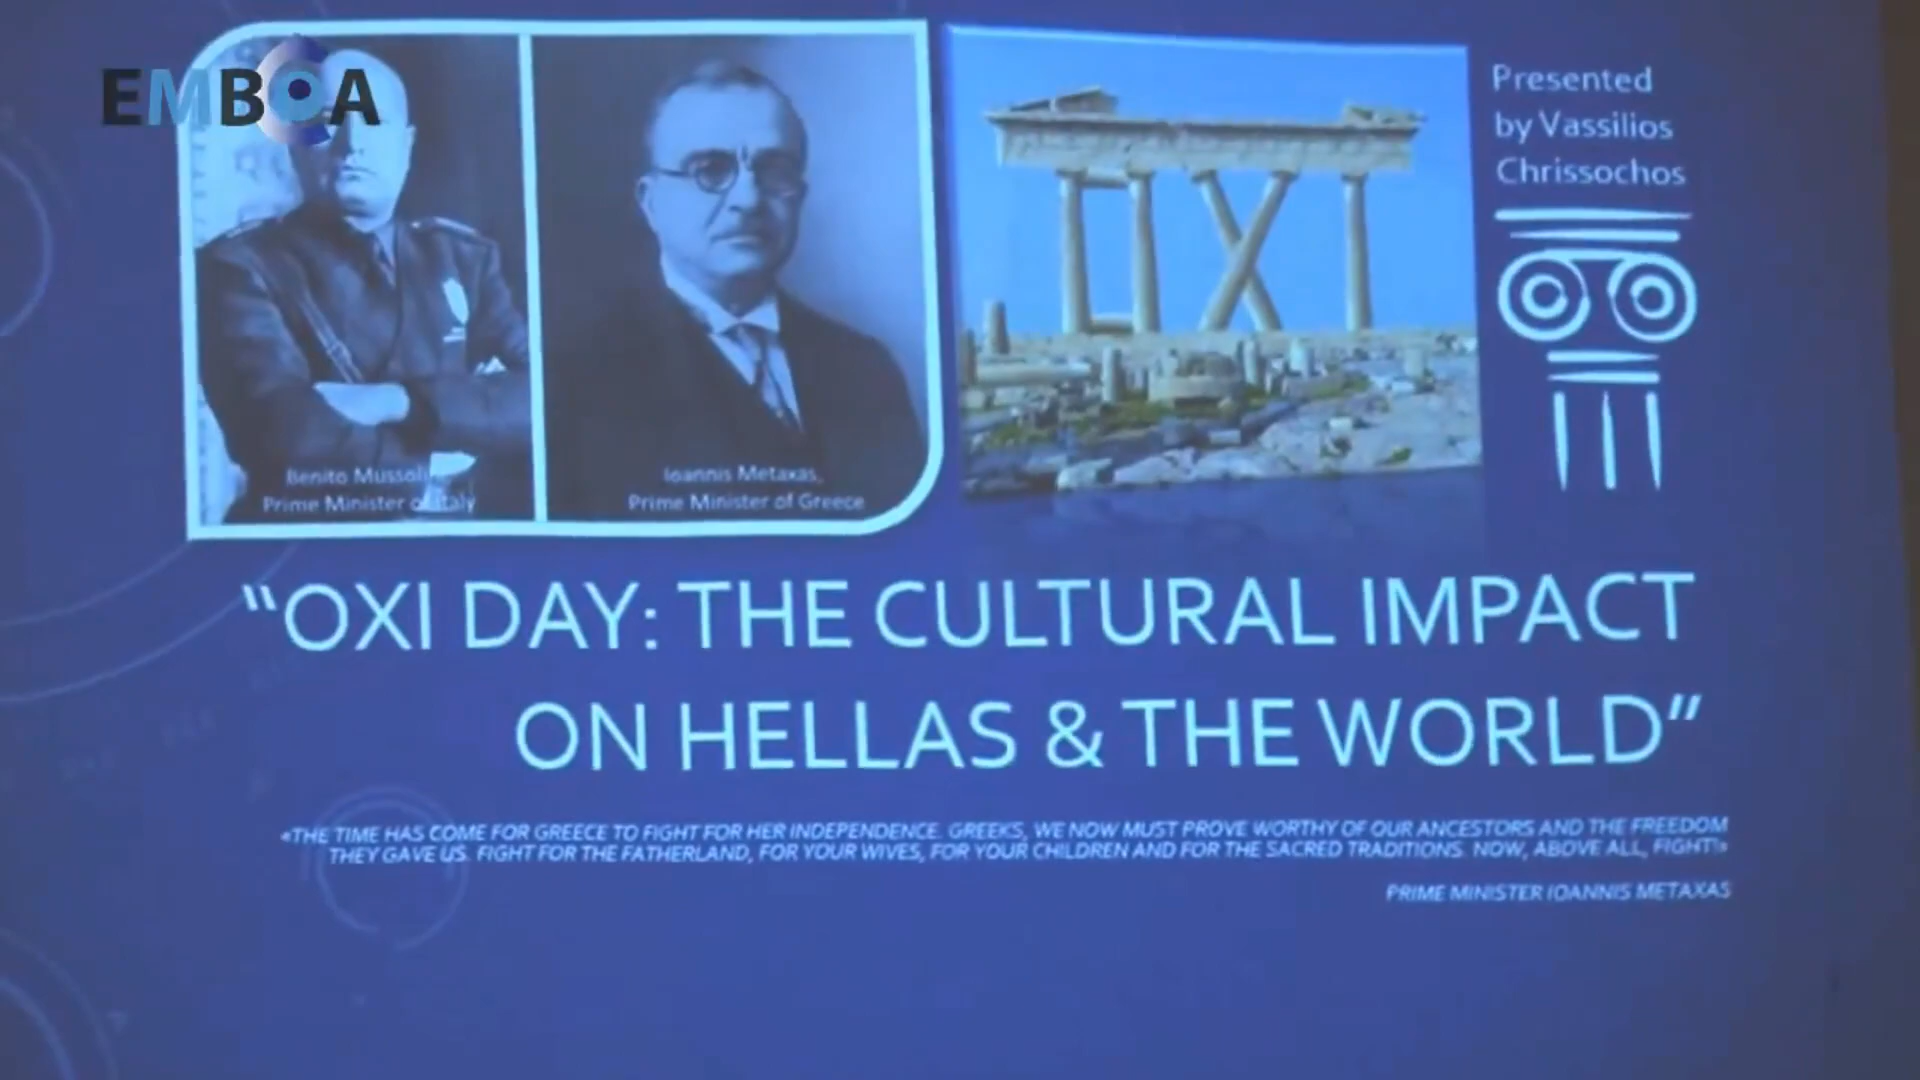 EMBOA
Benito Mussoli
Prime Minister of Italy
Ioannis Metaxas,
Prime Minister of Greece
OXI
Presented
by Vassilios
Chrissochos
“OXI DAY: THE CULTURAL IMPACT
ON HELLAS & THE WORLD”
«THE TIME HAS COME FOR GREECE TO FIGHT FOR HER INDEPENDENCE. GREEKS, WE NOW MUST PROVE WORTHY OF OUR ANCESTORS AND THE FREEDOM
THEY GAVE US. FIGHT FOR THE FATHERLAND, FOR YOUR WIVES, FOR YOUR CHILDREN AND FOR THE SACRED TRADITIONS. NOW, ABOVE ALL, FIGHT!»
PRIME MINISTER IOANNIS METAXAS